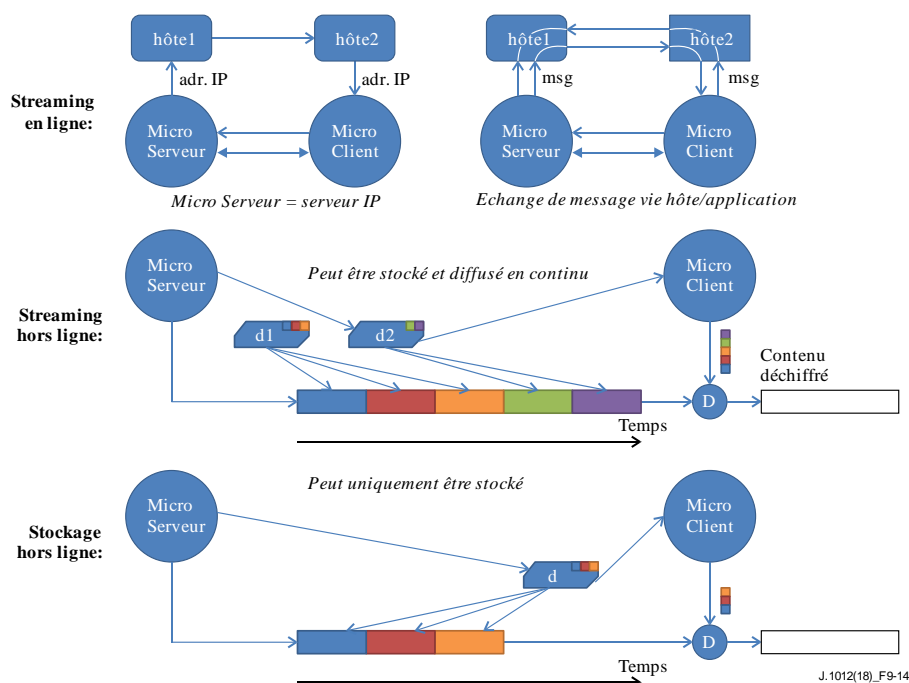 hôte1
hôte2
hôte1
hôte2
adr. IP
adr. IP
msg
msg
Streaming
en ligne:
Micro
Serveur
Micro
Client
Micro
Serveur
Micro
Client
Micro Serveur = serveur IP
Echange de message vie hôte/application
Micro
Serveur
Peut être stocké et diffusé en continu
Micro
Client
Streaming
hors ligne:
d1
d2
Contenu
déchiffré
D
Temps
Peut uniquement être stocké
Micro
Serveur
Micro
Client
Stockage
hors ligne:
d
D
Temps
J.1012(18)_F9-14